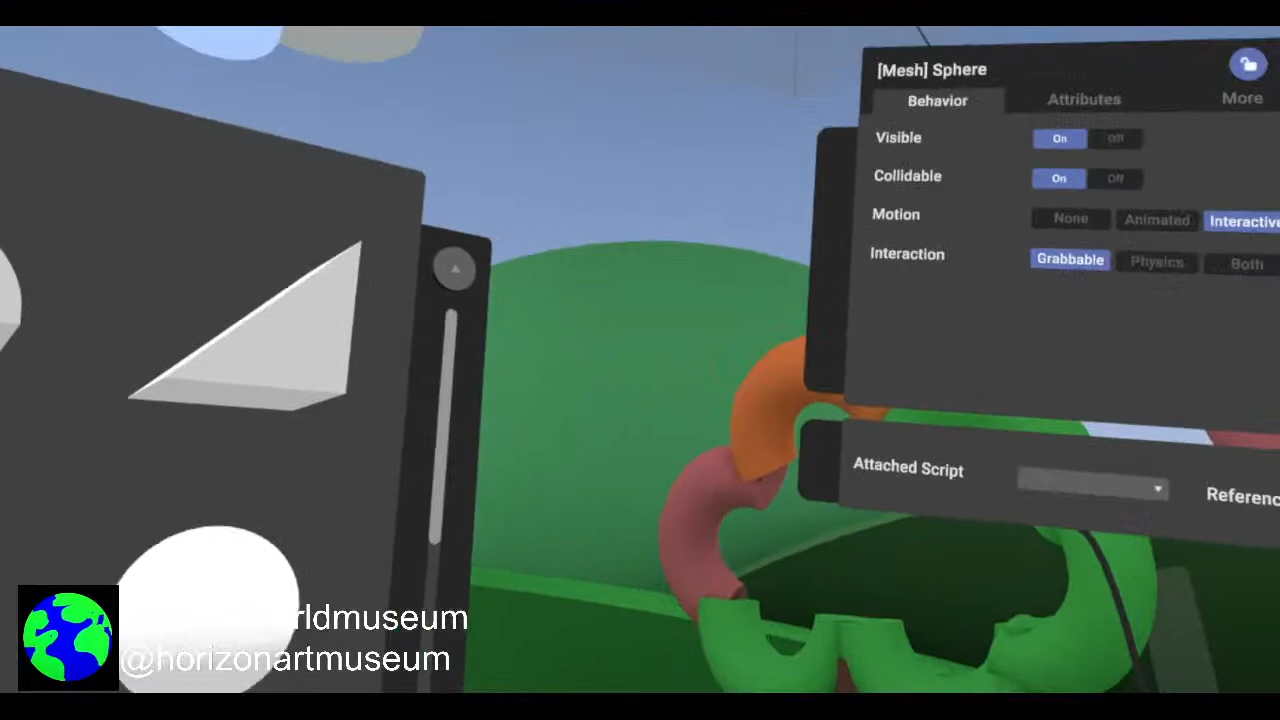 [Mesh] Sphere
Behavior Attributes More
Visible On Off
Collidable On Off
Motion None Animated Interactive
Interaction Grabbable Physics Both
Attached Script
Referenc
rldmuseum
@horizonartmuseum